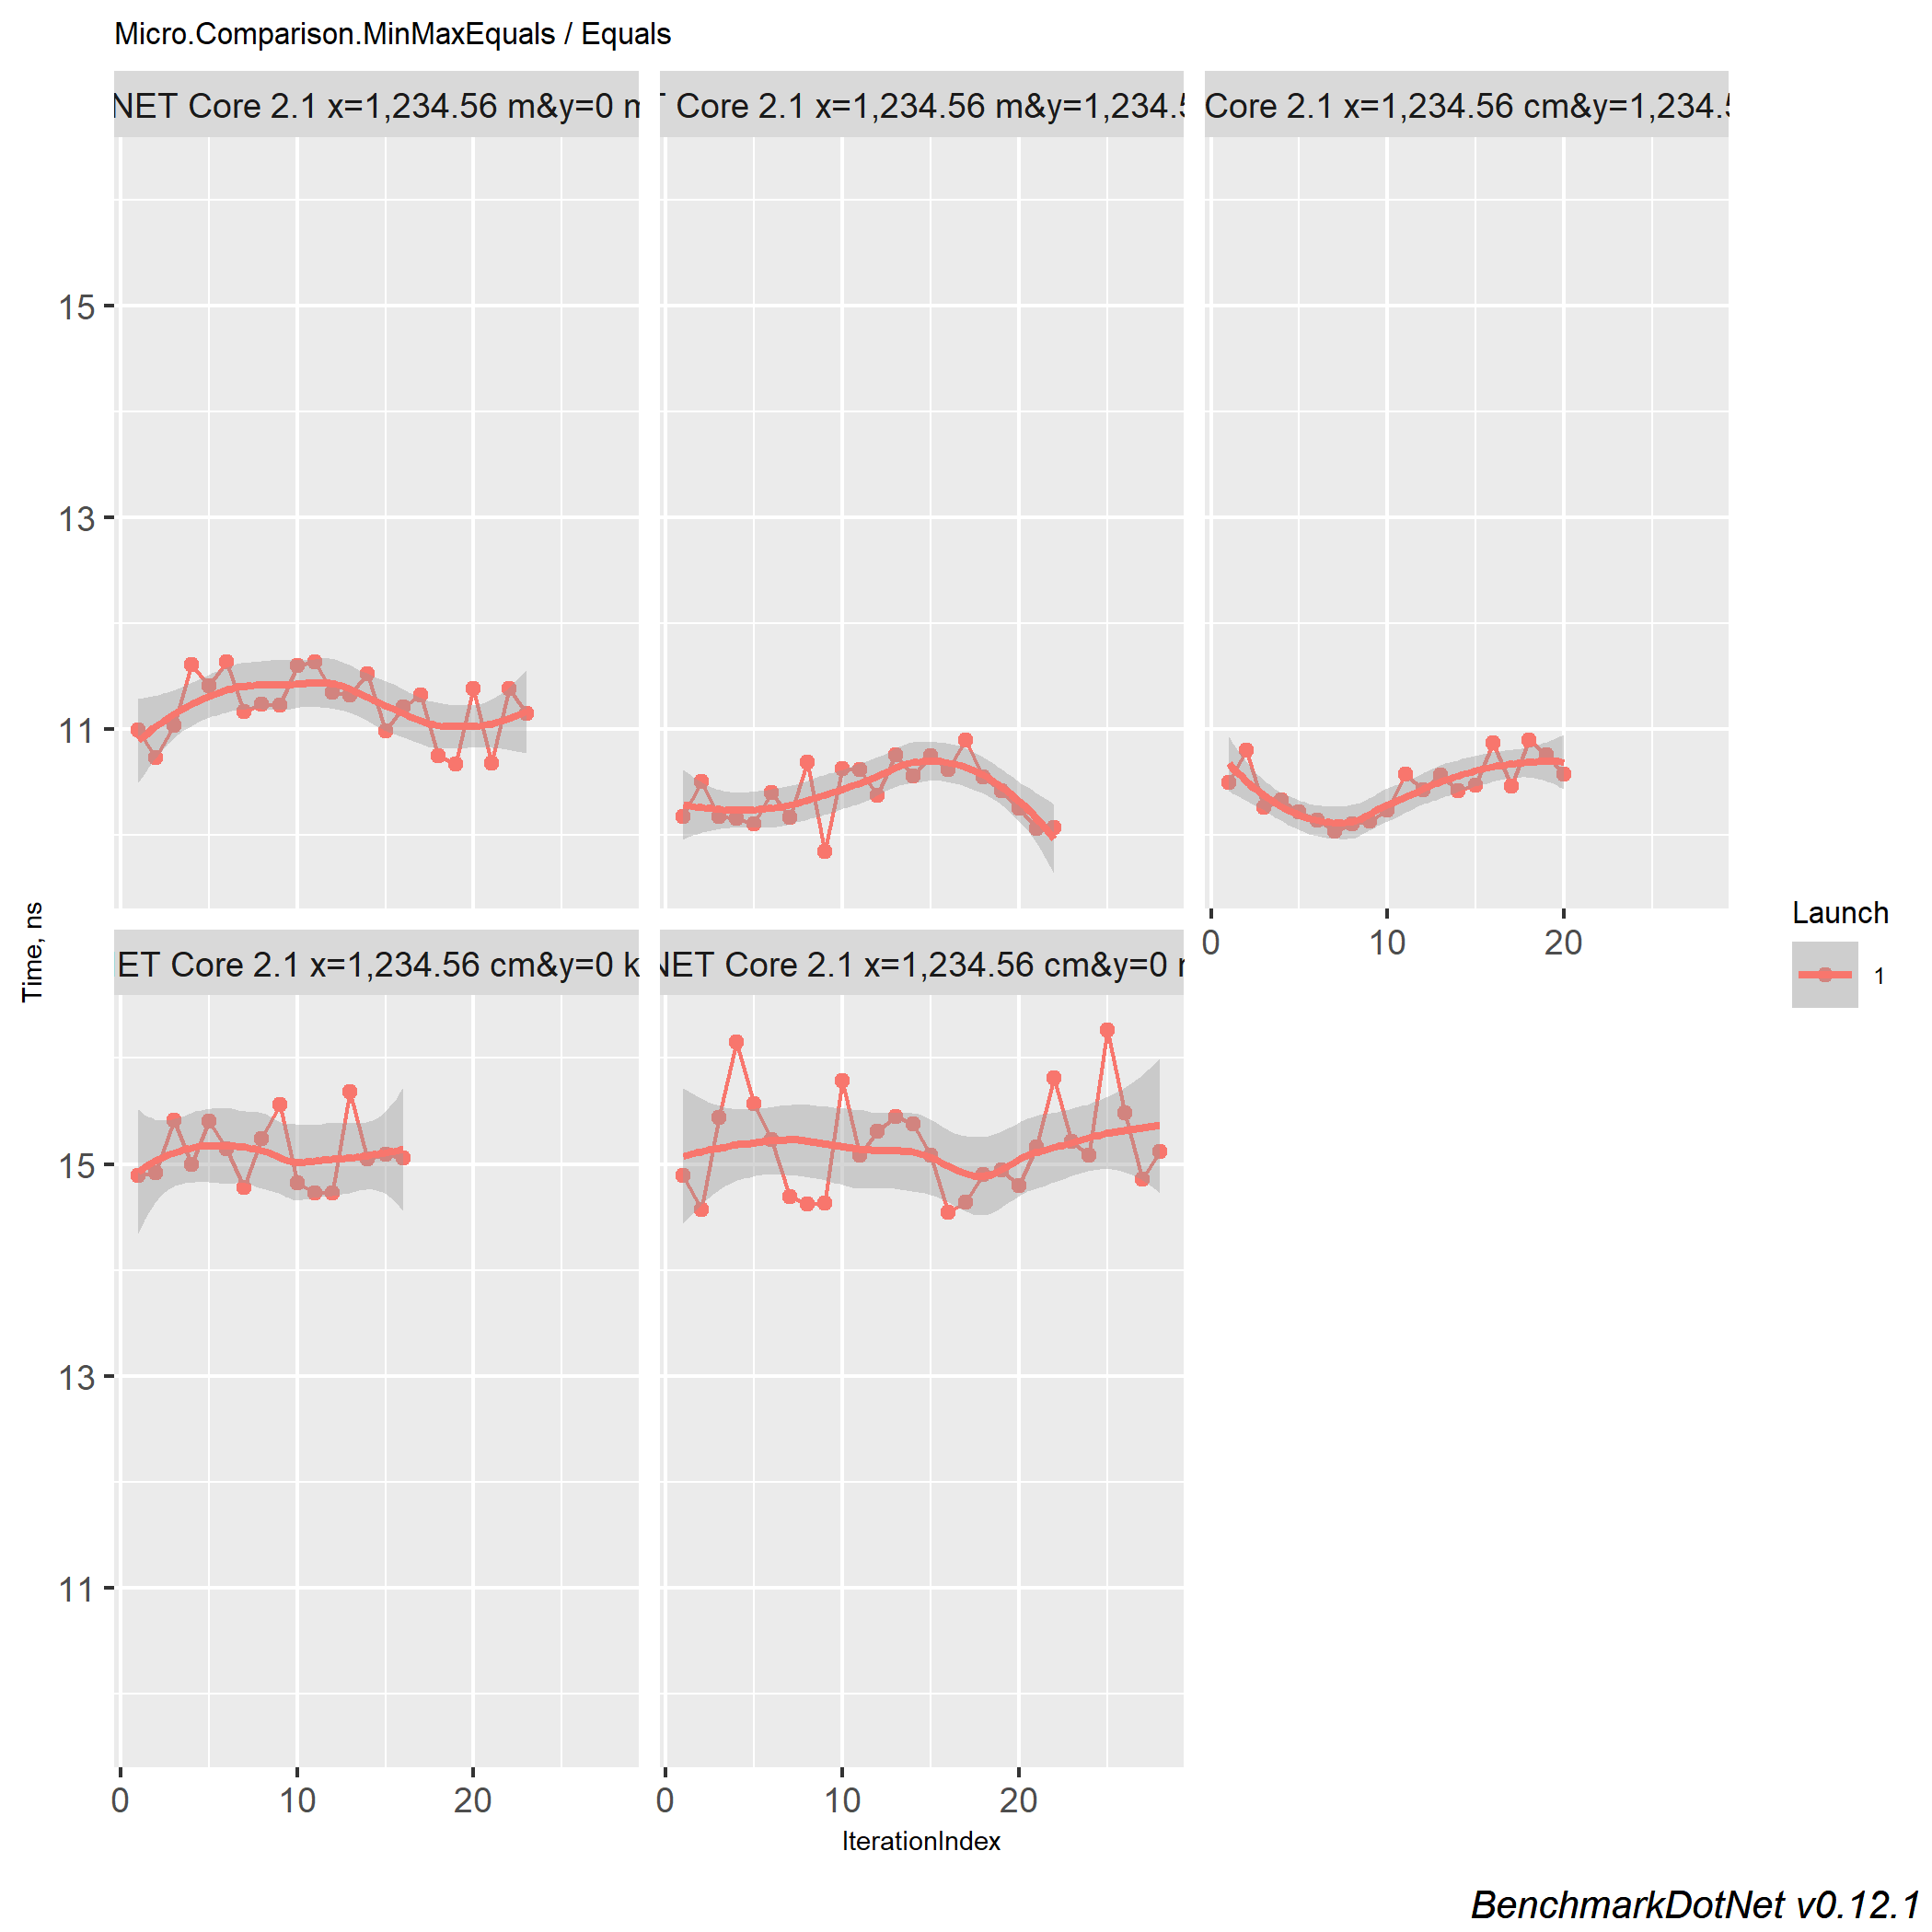 Micro.Comparison.MinMaxEquals / Equals
NET Core 2.1 x=1,234.56 m&y=0 m
Core 2.1 x=1,234.56 m&y=1,234.5
Core 2.1 x=1,234.56 cm&y=1,234.5
15
13
11
0 10 20
ET Core 2.1 x=1,234.56 cm&y=0 k
NET Core 2.1 x=1,234.56 cm&y=0
15
13
11
0 10 20
0 10 20
Time, ns
IterationIndex
Launch
1
BenchmarkDotNet v0.12.1